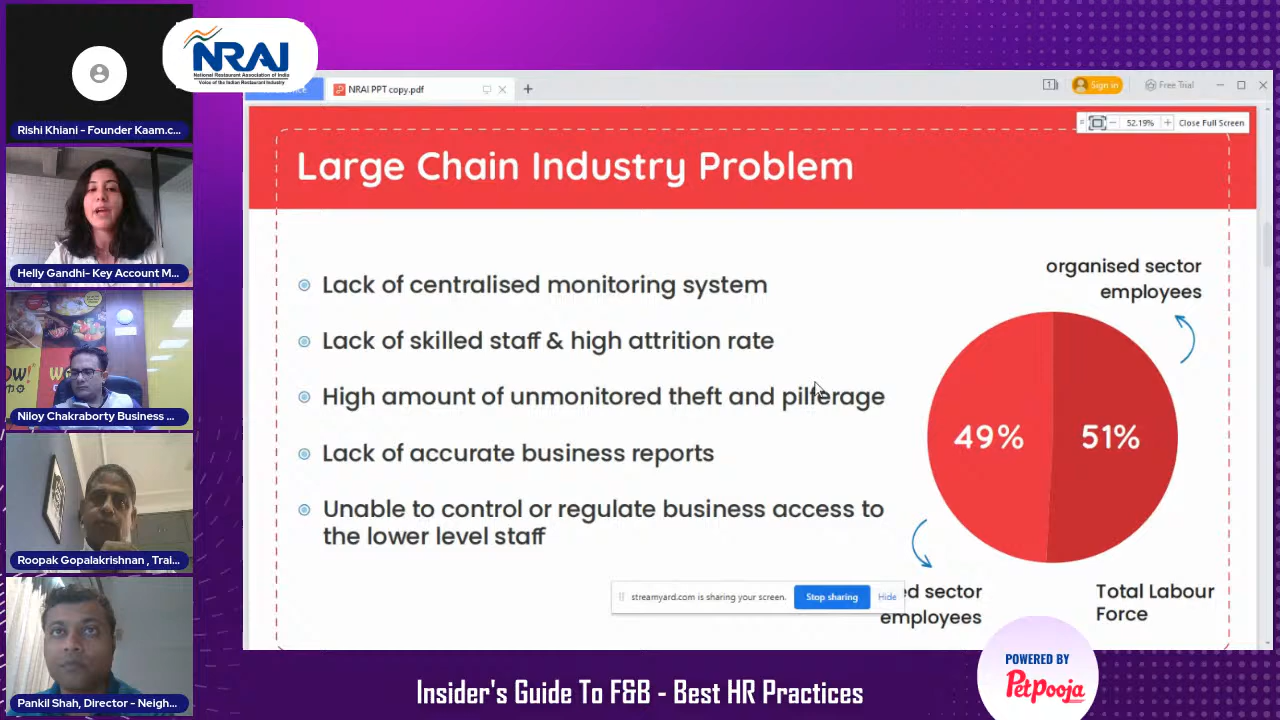 NRAI
National Restaurant Association of India
Voice of the Indian Restaurant Industry
Rishi Khiani - Founder Kaam.c...
Helly Gandhi- Key Account M...
Niloy Chakraborty Business ...
Roopak Gopalakrishnan , Trai...
Pankil Shah, Director - Neigh...
NRAI PPT copy.pdf
Sign in
Free Trial
52.19%
Close Full Screen
Large Chain Industry Problem
Lack of centralised monitoring system
Lack of skilled staff & high attrition rate
High amount of unmonitored theft and pilferage
Lack of accurate business reports
Unable to control or regulate business access to
the lower level staff
organised sector
employees
49%
51%
ed sector
employees
Total Labour
Force
streamyard.com is sharing your screen.
Stop sharing
Hide
Insider's Guide To F&B - Best HR Practices
POWERED BY
Petpooja